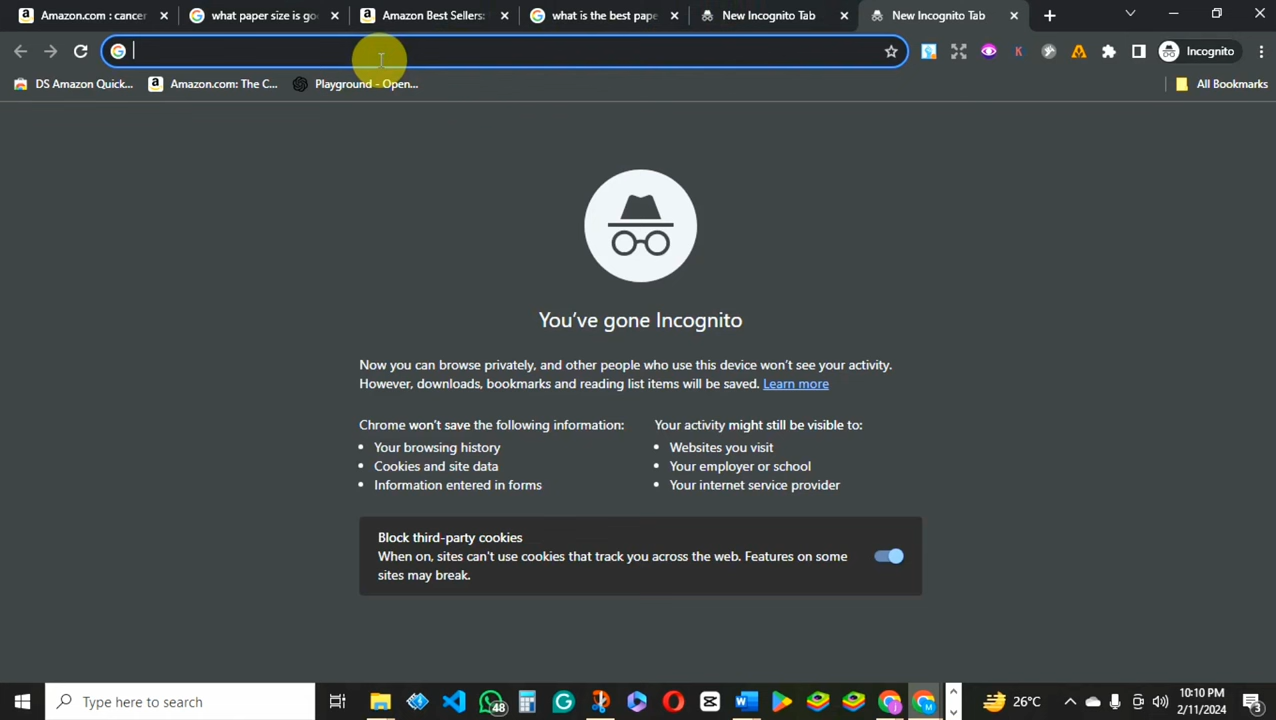 Amazon.com : cancer
what paper size is go
Amazon Best Sellers:
what is the best pape
New Incognito Tab
New Incognito Tab
Incognito
DS Amazon Quick...
Amazon.com: The C...
Playground - Open...
All Bookmarks
You've gone Incognito
Now you can browse privately, and other people who use this device won't see your activity.
However, downloads, bookmarks and reading list items will be saved. Learn more
Chrome won't save the following information:
Your browsing history
Cookies and site data
Information entered in forms
Your activity might still be visible to:
Websites you visit
Your employer or school
Your internet service provider
Block third-party cookies
When on, sites can't use cookies that track you across the web. Features on some
sites may break.
Type here to search
48
26°C
10:10 PM
2/11/2024
3